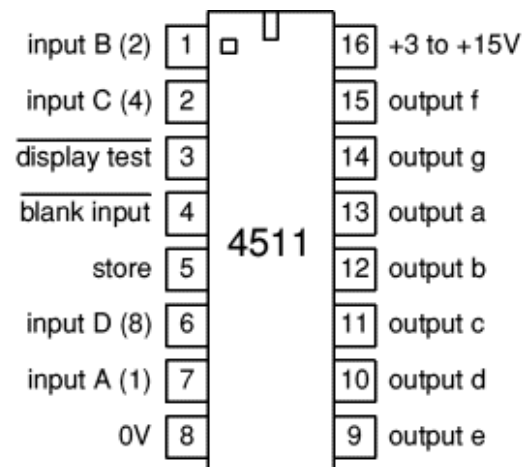 input B (2) 1 16 +3 to +15V
input C (4) 2 15 output f
display test 3 14 output g
blank input 4 13 output a
4511
store 5 12 output b
input D (8) 6 11 output c
input A (1) 7 10 output d
0V 8 9 output e